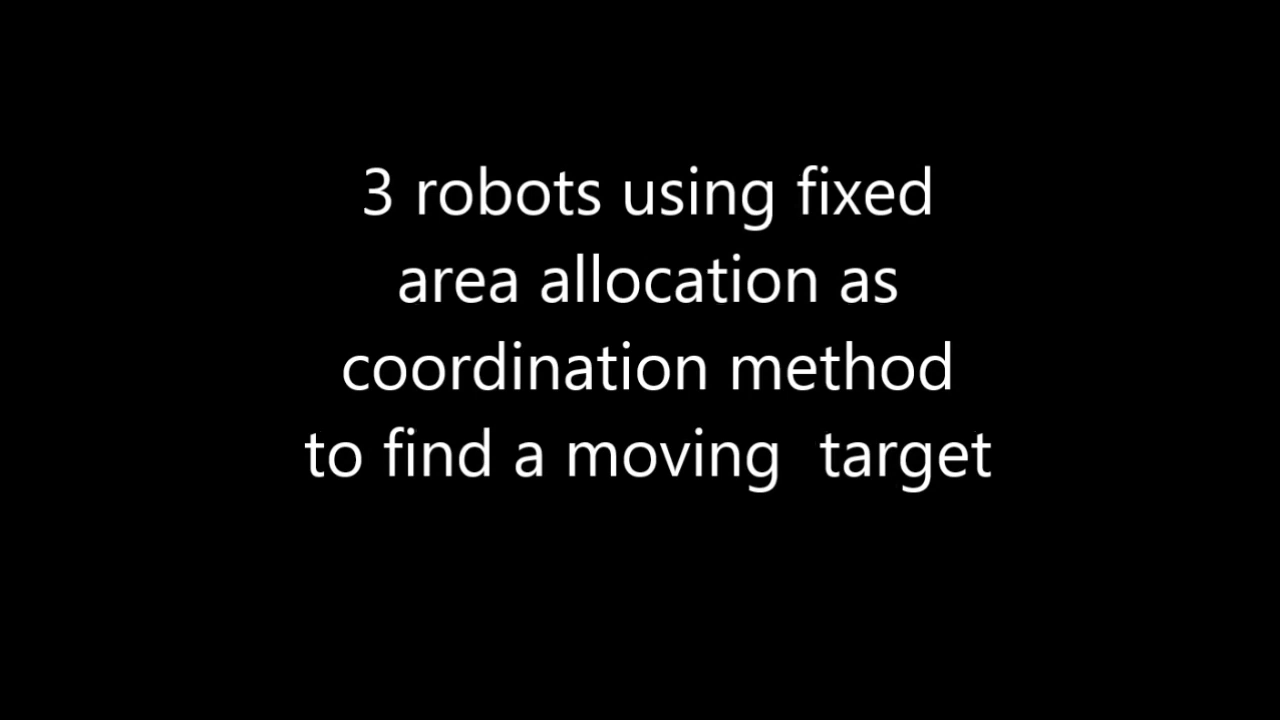 3 robots using fixed
area allocation as
coordination method
to find a moving  target